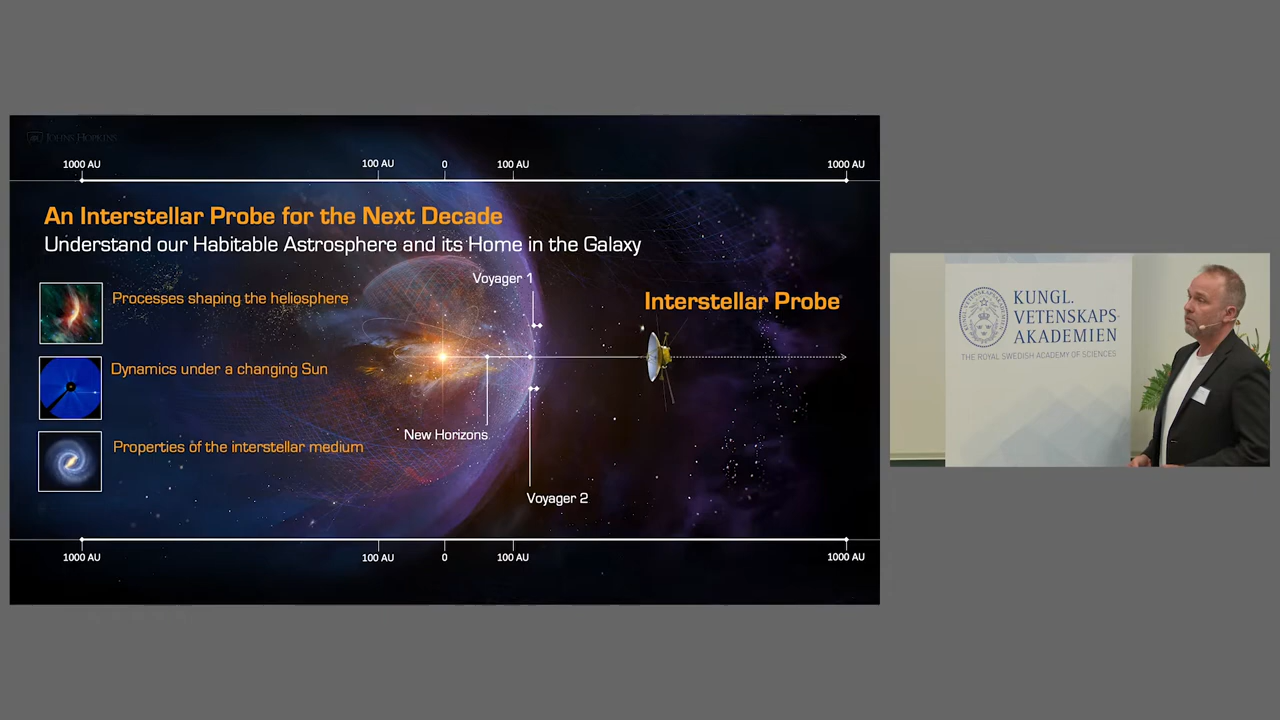 JOHNS HOPKINS
1000 AU
100 AU
0
100 AU
1000 AU
An Interstellar Probe for the Next Decade
Understand our Habitable Astrosphere and its Home in the Galaxy
Voyager 1
Processes shaping the heliosphere
Interstellar Probe
Dynamics under a changing Sun
New Horizons
Properties of the interstellar medium
Voyager 2
1000 AU
100 AU
0
100 AU
1000 AU
KUNGL.
VETENSKAPS-
AKADEMIEN
THE ROYAL SWEDISH ACADEMY OF SCIENCES